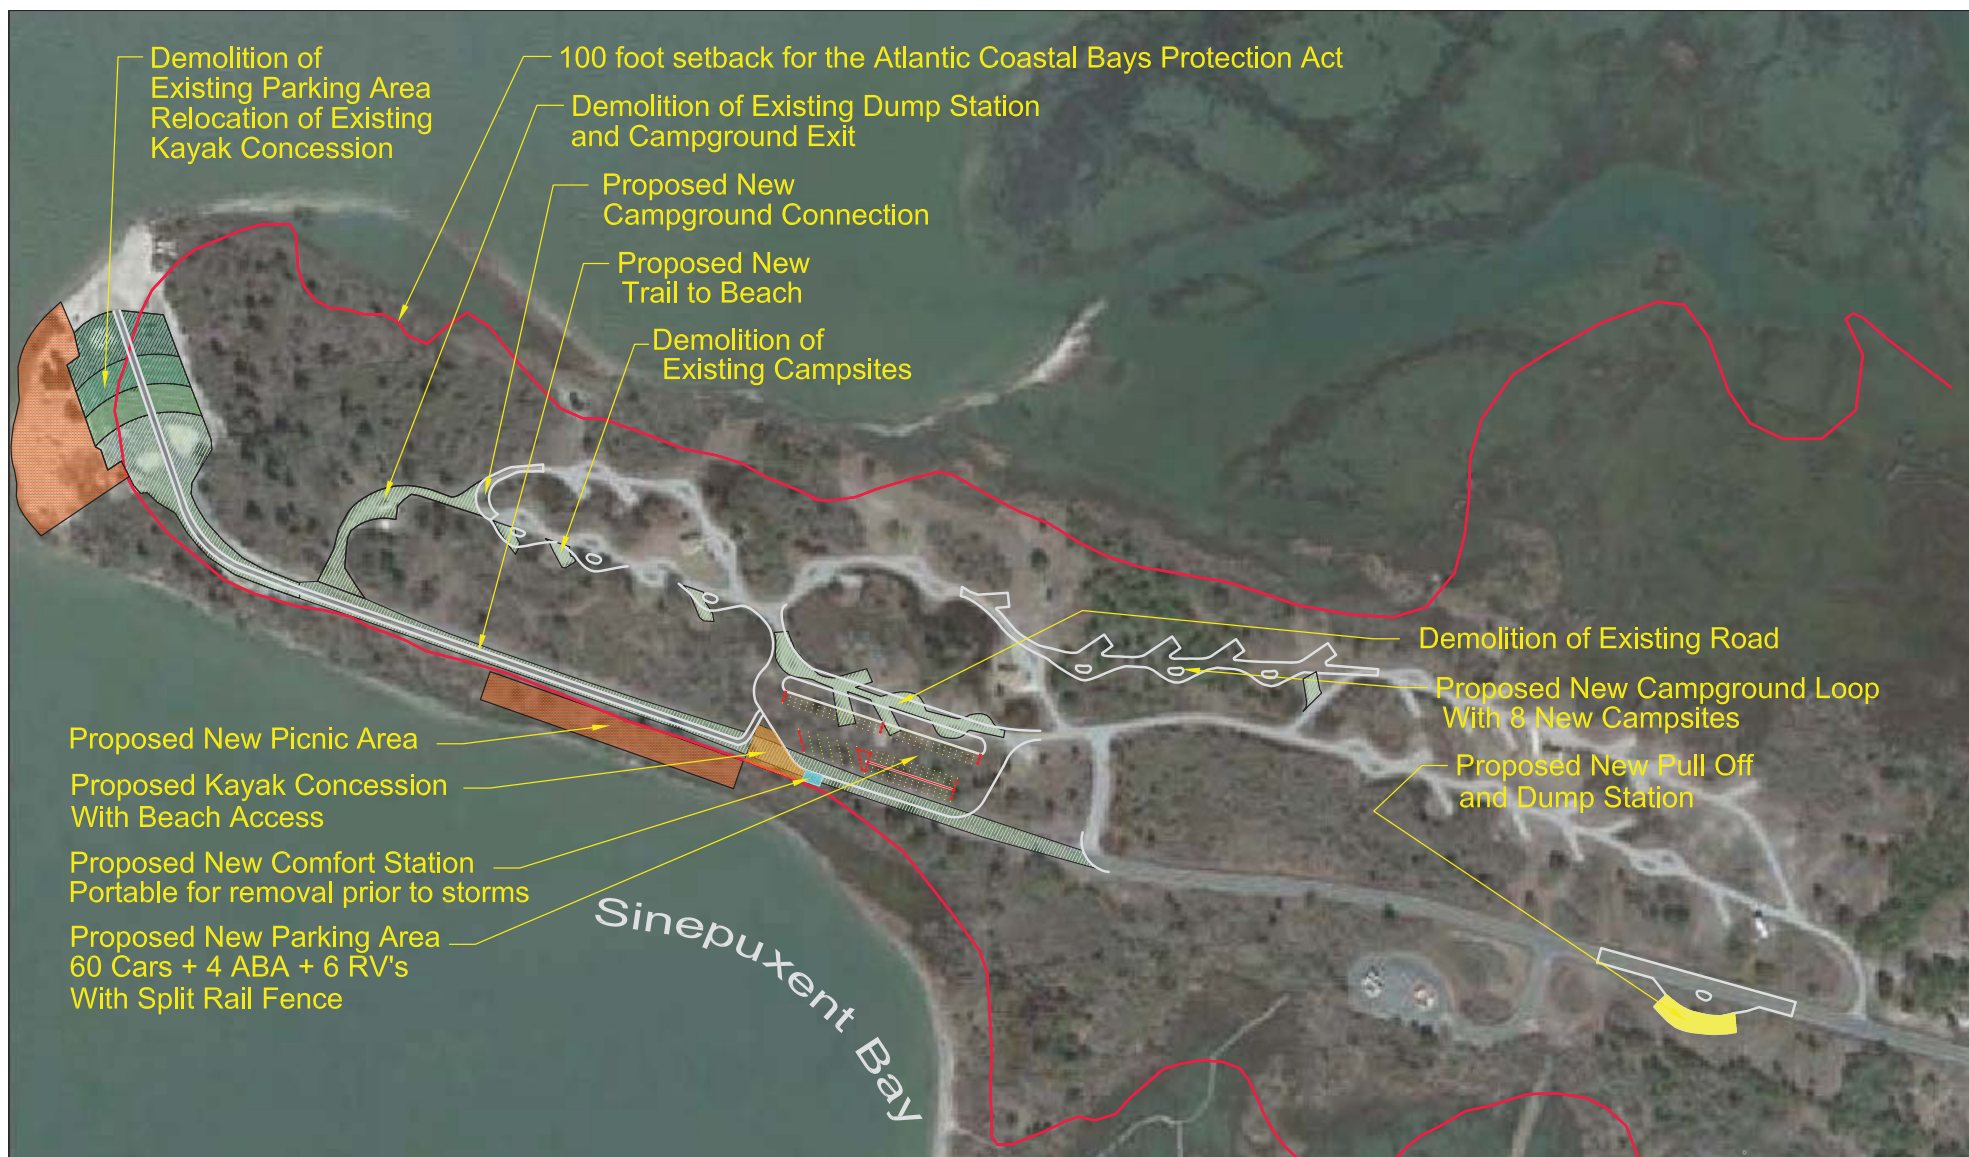 Demolition of
Existing Parking Area
Relocation of Existing
Kayak Concession
100 foot setback for the Atlantic Coastal Bays Protection Act
Demolition of Existing Dump Station
and Campground Exit
Proposed New
Campground Connection
Proposed New
Trail to Beach
Demolition of
Existing Campsites
Demolition of Existing Road
Proposed New Campground Loop
With 8 New Campsites
Proposed New Pull Off
and Dump Station
Proposed New Picnic Area
Proposed Kayak Concession
With Beach Access
Proposed New Comfort Station
Portable for removal prior to storms
Proposed New Parking Area
60 Cars + 4 ABA + 6 RV's
With Split Rail Fence
Sinepuxent Bay